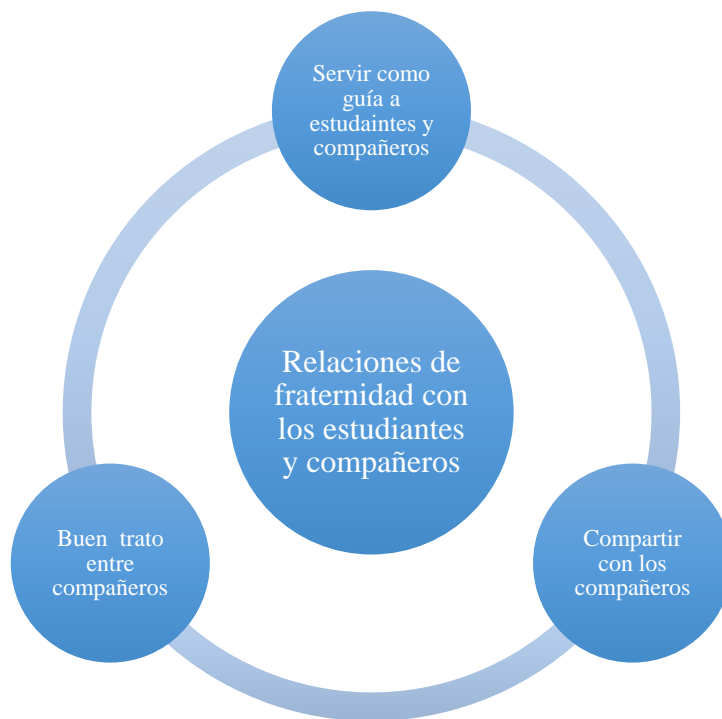 Servir como
guía a
estudaintes y
compañeros
Relaciones de
fraternidad con
los estudiantes
y compañeros
Buen  trato
entre
compañeros
Compartir
con los
compañeros